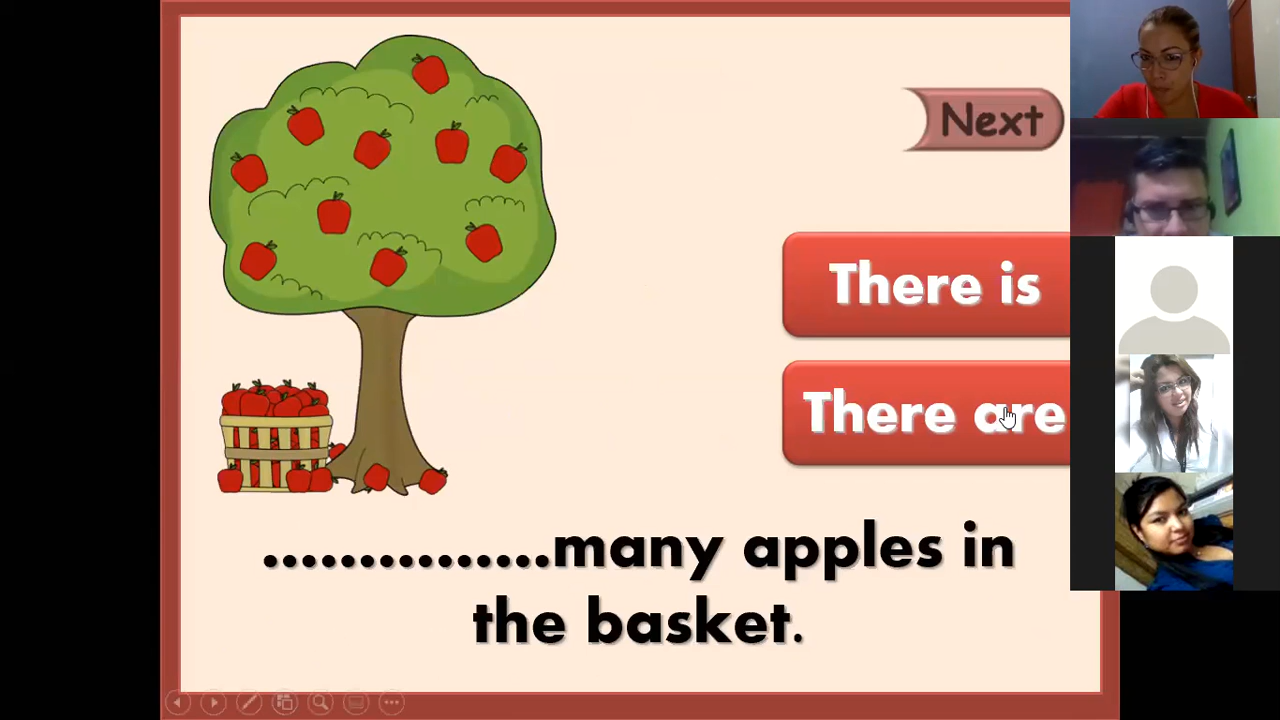 Next
There is
There are
...............many apples in
the basket.